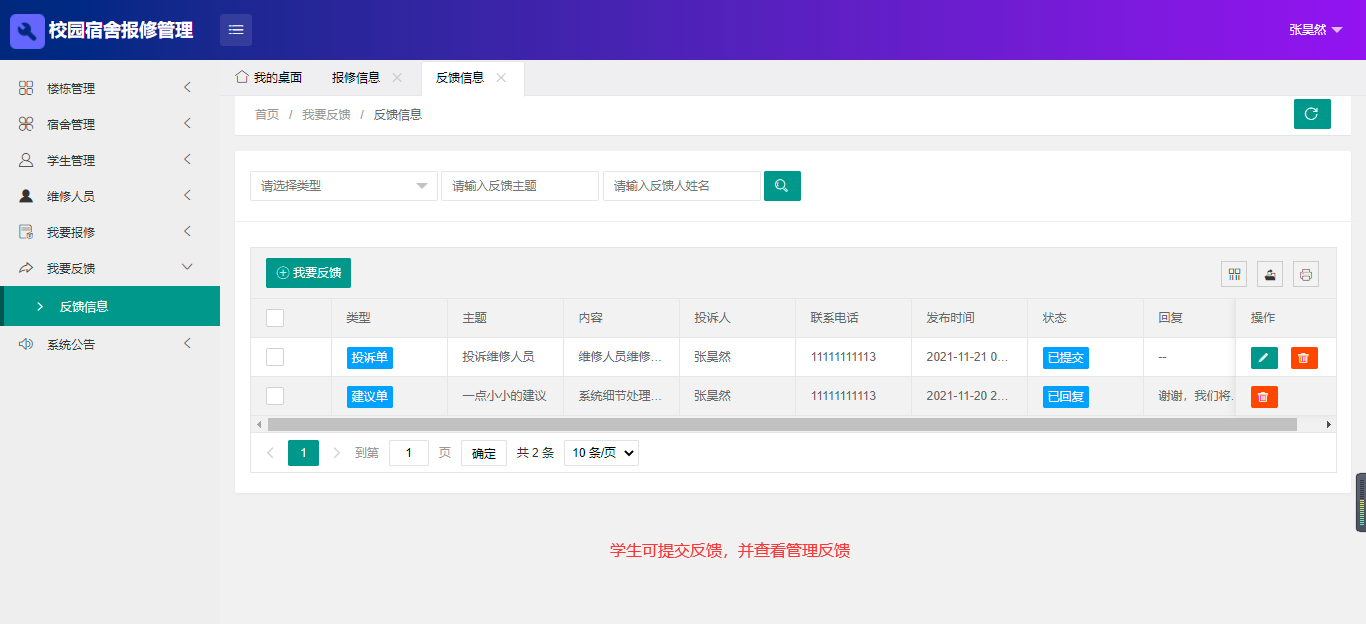 校园宿舍报修管理
张昊然
楼栋管理
宿舍管理
学生管理
维修人员
我要报修
我要反馈
反馈信息
系统公告
我的桌面 报修信息 反馈信息
首页 / 我要反馈 / 反馈信息
请选择类型 请输入反馈主题 请输入反馈人姓名
我要反馈
类型 主题 内容 投诉人 联系电话 发布时间 状态 回复 操作
投诉单 投诉维修人员 维修人员维修... 张昊然 11111111113 2021-11-21 0... 已提交 --
建议单 一点小小的建议 系统细节处理... 张昊然 11111111113 2021-11-20 2... 已回复 谢谢，我们将.
1 到第 1 页 确定 共 2 条 10 条/页
学生可提交反馈，并查看管理反馈